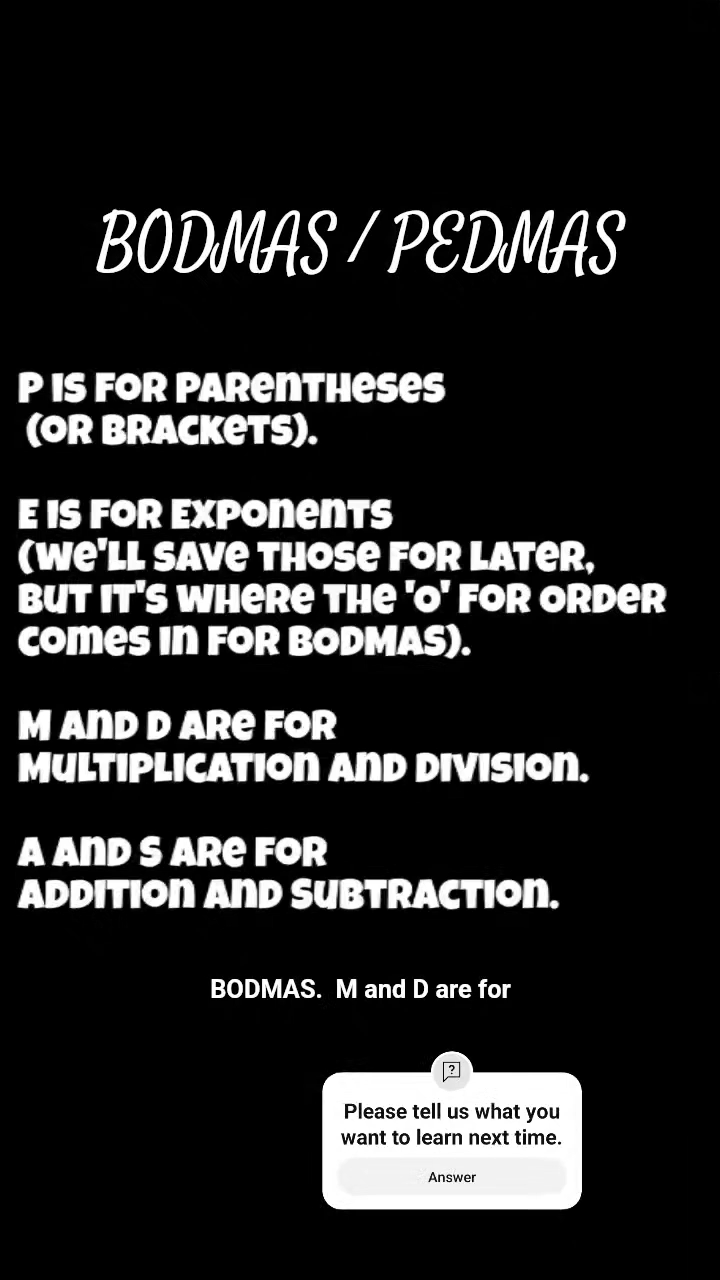 BODMAS / PEDMAS
P is for Parentheses
(or Brackets).
E is for Exponents
(we'll save those for later,
but it's where the 'o' for order
comes in for BODMAS).
M and D are for
Multiplication and Division.
A and S are for
Addition and Subtraction.
BODMAS. M and D are for
?
Please tell us what you
want to learn next time.
Answer